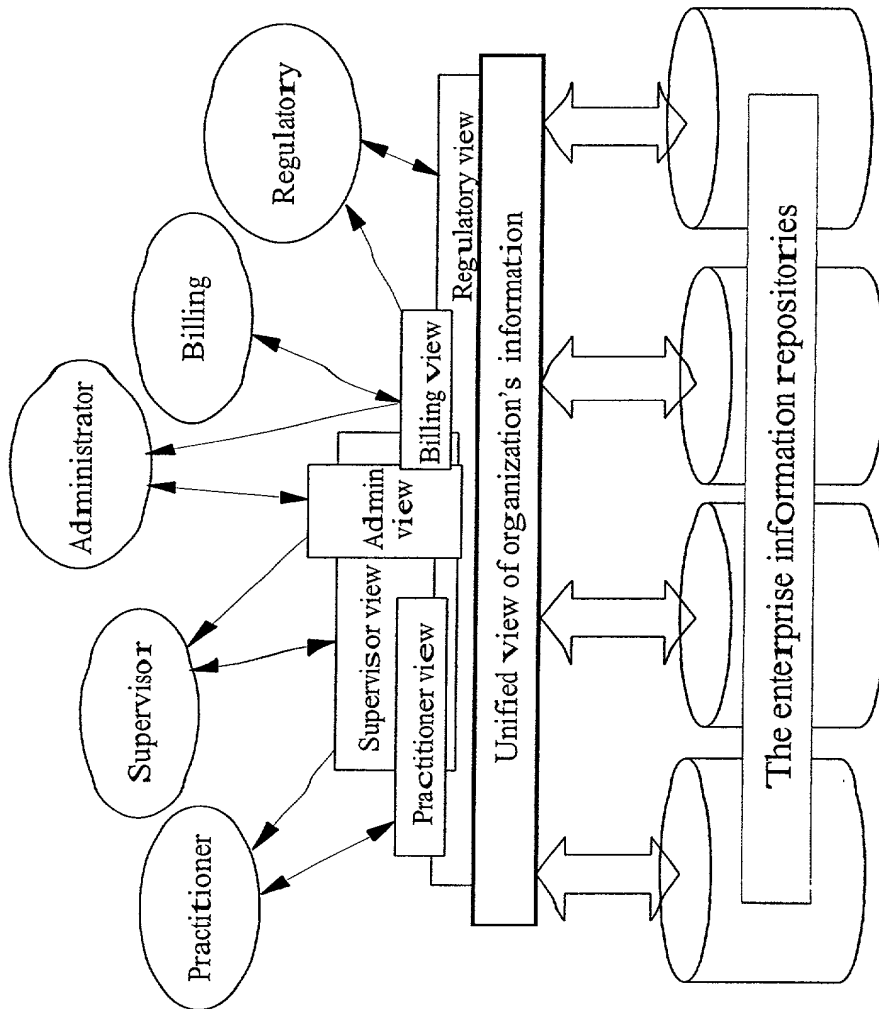 Practitioner
Supervisor
Administrator
Billing
Regulatory
Supervisor view
Admin
view
Practitioner view
Billing view
Regulatory view
Unified view of organization's information
The enterprise information repositories